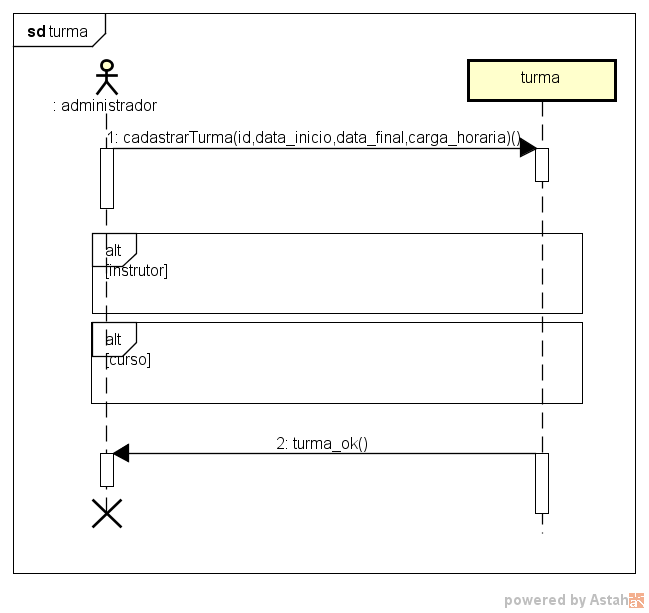 sd turma
: administrador
turma
1: cadastrarTurma(id,data_inicio,data_final,carga_horaria)()
alt
[instrutor]
alt
[curso]
2: turma_ok()
powered by Astah